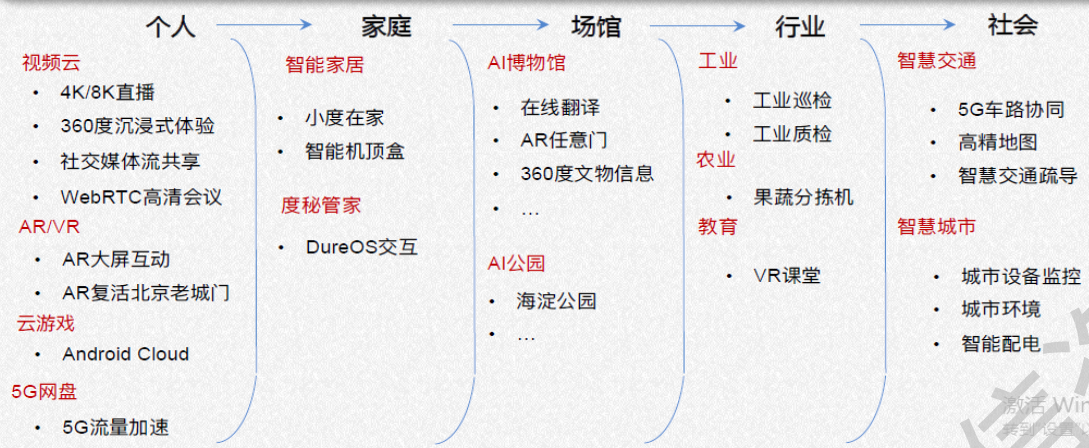 个人
视频云
• 4K/8K直播
• 360度沉浸式体验
• 社交媒体流共享
• WebRTC高清会议
AR/VR
• AR大屏互动
• AR复活北京老城门
云游戏
• Android Cloud
5G网盘
• 5G流量加速
家庭
智能家居
• 小度在家
• 智能机顶盒
度秘管家
• DureOS交互
场馆
AI博物馆
• 在线翻译
• AR任意门
• 360度文物信息
• …
AI公园
• 海淀公园
• …
行业
工业
• 工业巡检
• 工业质检
农业
• 果蔬分拣机
教育
• VR课堂
社会
智慧交通
• 5G车路协同
• 高精地图
• 智慧交通疏导
智慧城市
• 城市设备监控
• 城市环境
• 智能配电
激活 Win
转到"设置